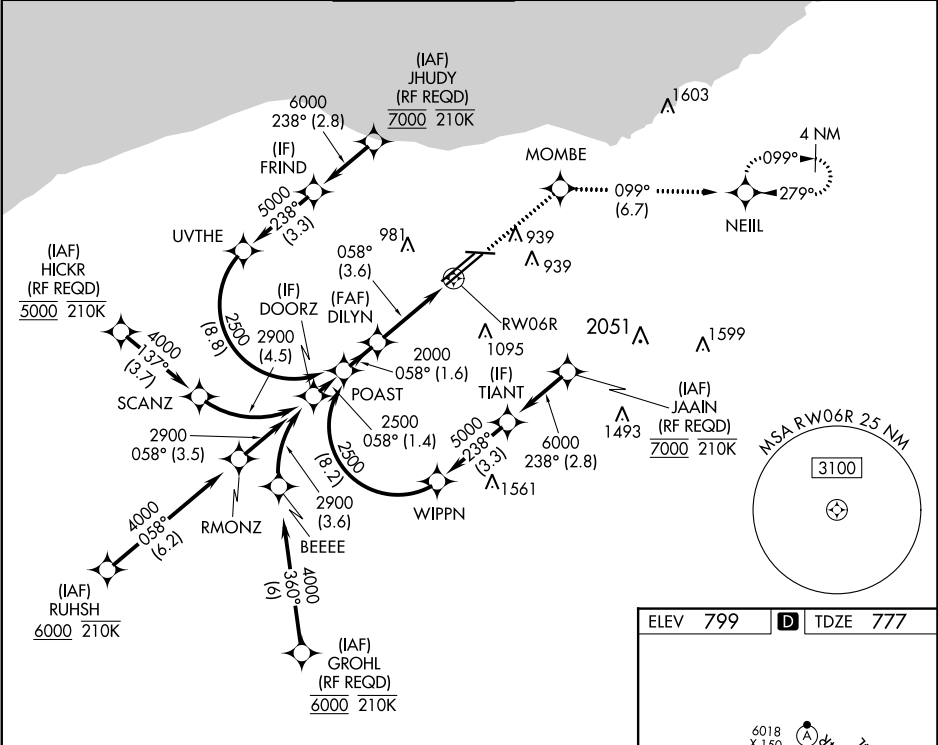 (IAF)
JHUDY
(RF REQD)
7000 210K
6000
238° (2.8)
1603
4 NM
(IF)
FRIND
MOMBE
099°
279°
099°
(6.7)
NEIIL
5000
238°
(3.3)
UVTHE
981
939
939
058°
(3.6)
(IAF)
HICKR
(RF REQD)
5000 210K
(IF)
DOORZ
(FAF)
DILYN
RW06R
1095
2051
1599
2500
(8.8)
2900
(4.5)
4000
137°
(3.7)
2000
058° (1.6)
(IF)
TIANT
POAST
SCANZ
(IAF)
JAAIN
(RF REQD)
7000 210K
1493
2500
058° (1.4)
5000
238°
(3.3)
6000
238° (2.8)
2900
058° (3.5)
2500
(8.2)
1561
WIPPN
MSA RW06R 25 NM
3100
2900
(3.6)
RMONZ
BEEEE
4000
058°
(6.2)
4000
360°
(6)
(IAF)
RUHSH
6000 210K
(IAF)
GROHL
(RF REQD)
6000 210K
ELEV 799 D TDZE 777
6018
X 150
A